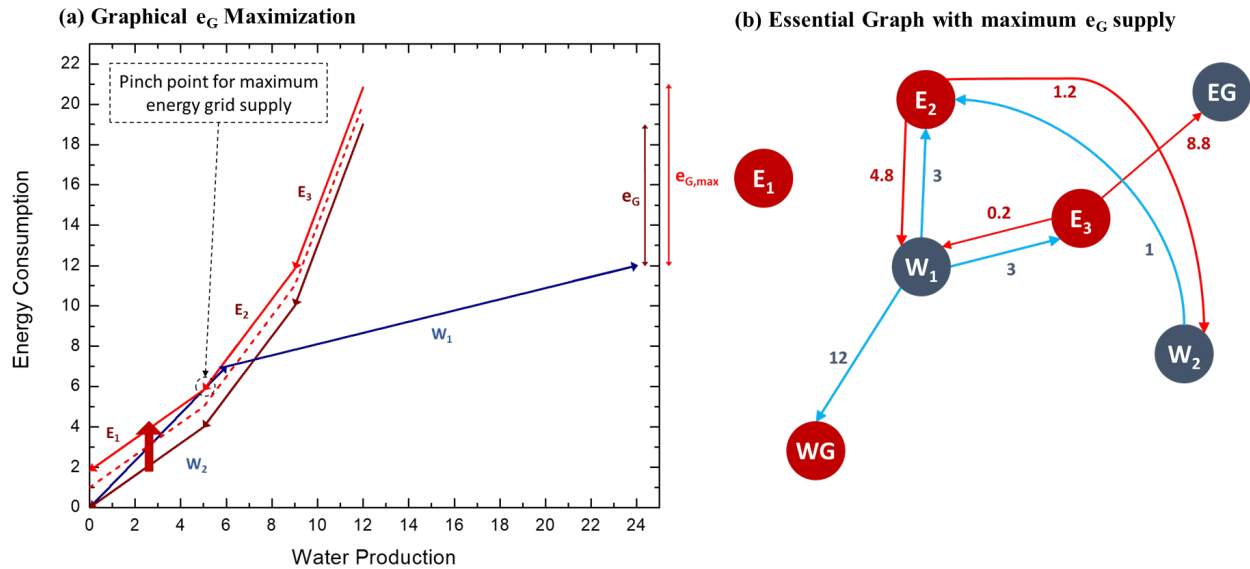 (a) Graphical eG Maximization
22
20
18
16
14
12
10
8
6
4
2
0
Energy Consumption
Pinch point for maximum
energy grid supply
E3
E2
E1
W1
W2
eG
eG,max
0 2 4 6 8 10 12 14 16 18 20 22 24
Water Production
(b) Essential Graph with maximum eG supply
E2
1.2
EG
8.8
E1
4.8
3
0.2
E3
W1
3
1
12
W2
WG